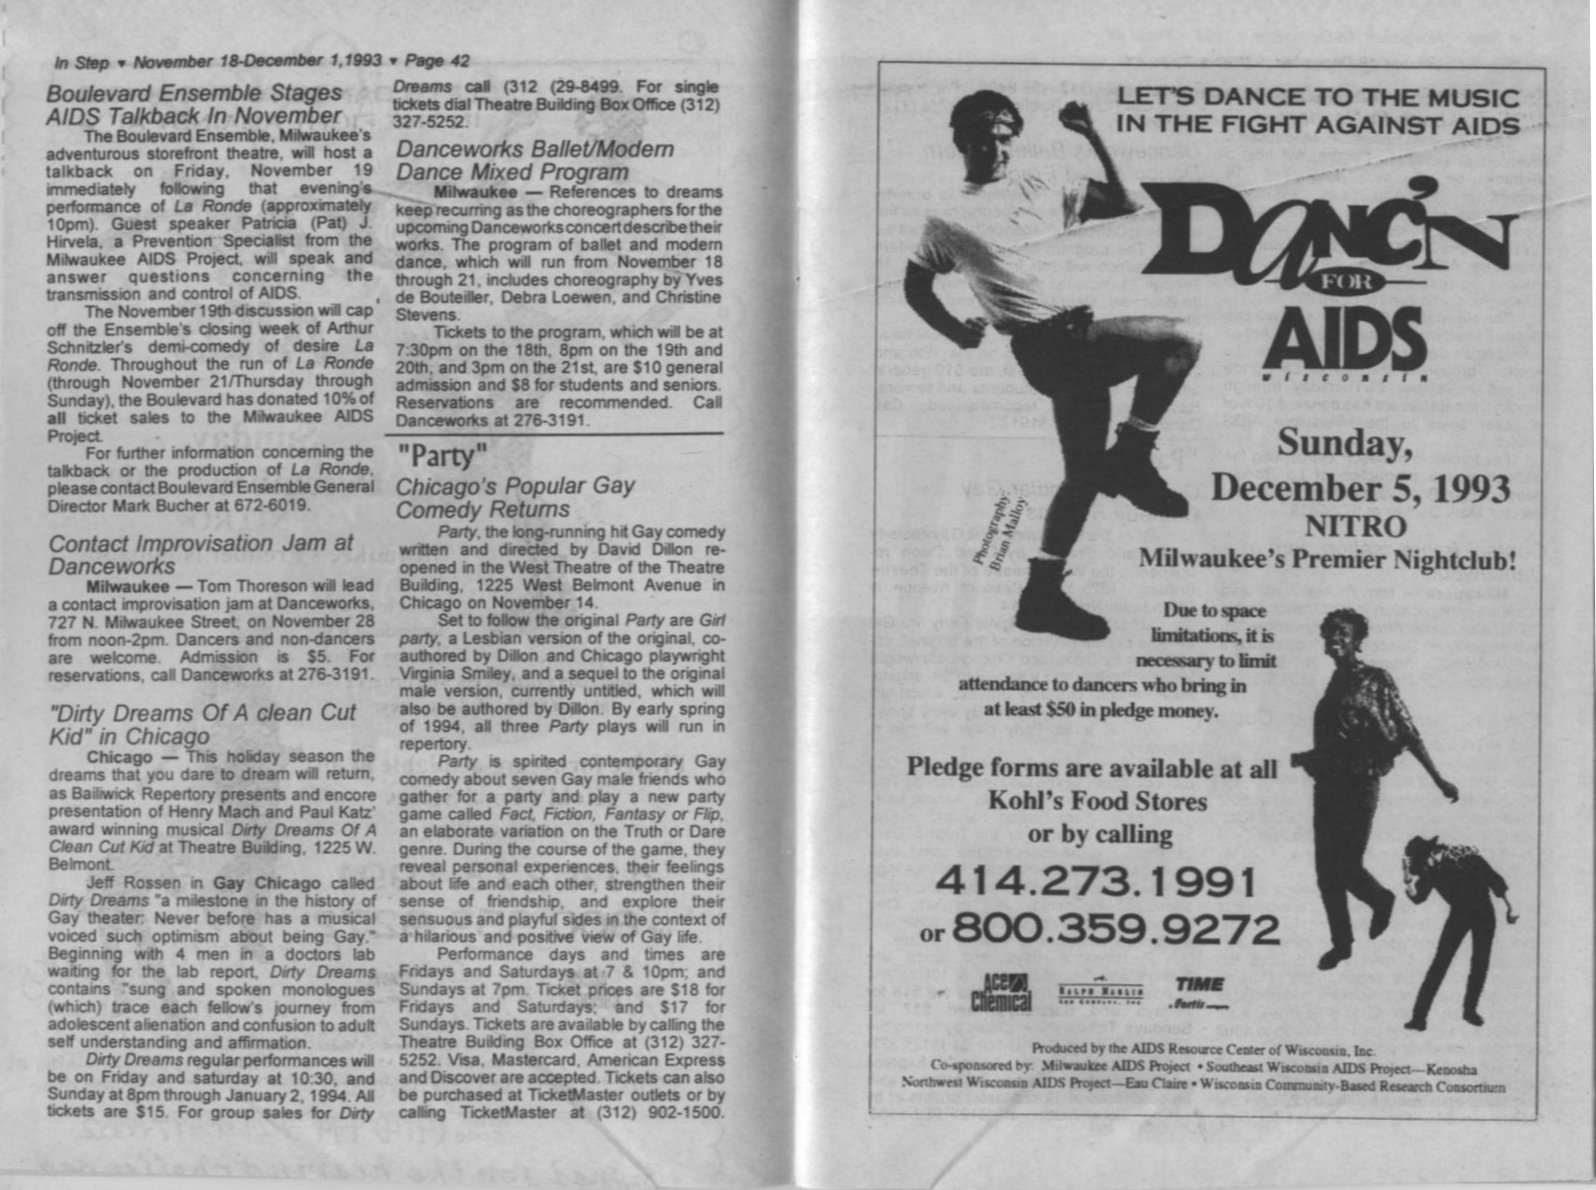 In Step ▾ November 18-December 1,1993 ▾ Page 42
Boulevard Ensemble Stages
AIDS Talkback In November
The Boulevard Ensemble, Milwaukee's
adventurous storefront theatre, will host a
talkback on Friday, November 19
immediately following that evening's
performance of La Ronde (approximately
10pm). Guest speaker Patricia (Pat) J.
Hirvela, a Prevention Specialist from the
Milwaukee AIDS Project, will speak and
answer questions concerning the
transmission and control of AIDS.
The November 19th discussion will cap
off the Ensemble's closing week of Arthur
Schnitzler's demi-comedy of desire La
Ronde. Throughout the run of La Ronde
(through November 21/Thursday through
Sunday), the Boulevard has donated 10% of
all ticket sales to the Milwaukee AIDS
Project.
For further information concerning the
talkback or the production of La Ronde,
please contact Boulevard Ensemble General
Director Mark Bucher at 672-6019.
Contact Improvisation Jam at
Danceworks
Milwaukee — Tom Thoreson will lead
a contact improvisation jam at Danceworks,
727 N. Milwaukee Street, on November 28
from noon-2pm. Dancers and non-dancers
are welcome. Admission is $5. For
reservations, call Danceworks at 276-3191.
"Dirty Dreams Of A clean Cut
Kid" in Chicago
Chicago — This holiday season the
dreams that you dare to dream will return,
as Bailiwick Repertory presents and encore
presentation of Henry Mach and Paul Katz'
award winning musical Dirty Dreams Of A
Clean Cut Kid at Theatre Building, 1225 W.
Belmont.
Jeff Rossen in Gay Chicago called
Dirty Dreams "a milestone in the history of
Gay theater: Never before has a musical
voiced such optimism about being Gay."
Beginning with 4 men in a doctors lab
waiting for the lab report, Dirty Dreams
contains "sung and spoken monologues
(which) trace each fellow's journey from
adolescent alienation and confusion to adult
self understanding and affirmation.
Dirty Dreams regular performances will
be on Friday and saturday at 10:30, and
Sunday at 8pm through January 2, 1994. All
tickets are $15. For group sales for Dirty
Dreams call (312 (29-8499. For single
tickets dial Theatre Building Box Office (312)
327-5252.
Danceworks Ballet/Modern
Dance Mixed Program
Milwaukee — References to dreams
keep recurring as the choreographers for the
upcoming Danceworks concert describe their
works. The program of ballet and modern
dance, which will run from November 18
through 21, includes choreography by Yves
de Bouteiller, Debra Loewen, and Christine
Stevens.
Tickets to the program, which will be at
7:30pm on the 18th, 8pm on the 19th and
20th, and 3pm on the 21st, are $10 general
admission and $8 for students and seniors.
Reservations are recommended. Call
Danceworks at 276-3191.
"Party"
Chicago's Popular Gay
Comedy Returns
Party, the long-running hit Gay comedy
written and directed by David Dillon re-
opened in the West Theatre of the Theatre
Building, 1225 West Belmont Avenue in
Chicago on November 14.
Set to follow the original Party are Girl
party, a Lesbian version of the original, co-
authored by Dillon and Chicago playwright
Virginia Smiley, and a sequel to the original
male version, currently untitled, which will
also be authored by Dillon. By early spring
of 1994, all three Party plays will run in
repertory.
Party is spirited contemporary Gay
comedy about seven Gay male friends who
gather for a party and play a new party
game called Fact, Fiction, Fantasy or Flip,
an elaborate variation on the Truth or Dare
genre. During the course of the game, they
reveal personal experiences, their feelings
about life and each other, strengthen their
sense of friendship, and explore their
sensuous and playful sides in the context of
a hilarious and positive view of Gay life.
Performance days and times are
Fridays and Saturdays at 7 & 10pm; and
Sundays at 7pm. Ticket prices are $18 for
Fridays and Saturdays; and $17 for
Sundays. Tickets are available by calling the
Theatre Building Box Office at (312) 327-
5252. Visa, Mastercard, American Express
and Discover are accepted. Tickets can also
be purchased at TicketMaster outlets or by
calling TicketMaster at (312) 902-1500.
LET'S DANCE TO THE MUSIC
IN THE FIGHT AGAINST AIDS
DANC'N
FOR
AIDS
wisconsin
Sunday,
December 5, 1993
NITRO
Milwaukee's Premier Nightclub!
Photography:
Brian Malloy
Due to space
limitations, it is
necessary to limit
attendance to dancers who bring in
at least $50 in pledge money.
Pledge forms are available at all
Kohl's Food Stores
or by calling
414.273.1991
or 800.359.9272
Ace
Chemical
RALPH MARLIN
AND COMPANY, INC.
TIME
Fortis
Produced by the AIDS Resource Center of Wisconsin, Inc.
Co-sponsored by: Milwaukee AIDS Project • Southeast Wisconsin AIDS Project—Kenosha
Northwest Wisconsin AIDS Project—Eau Claire • Wisconsin Community-Based Research Consortium